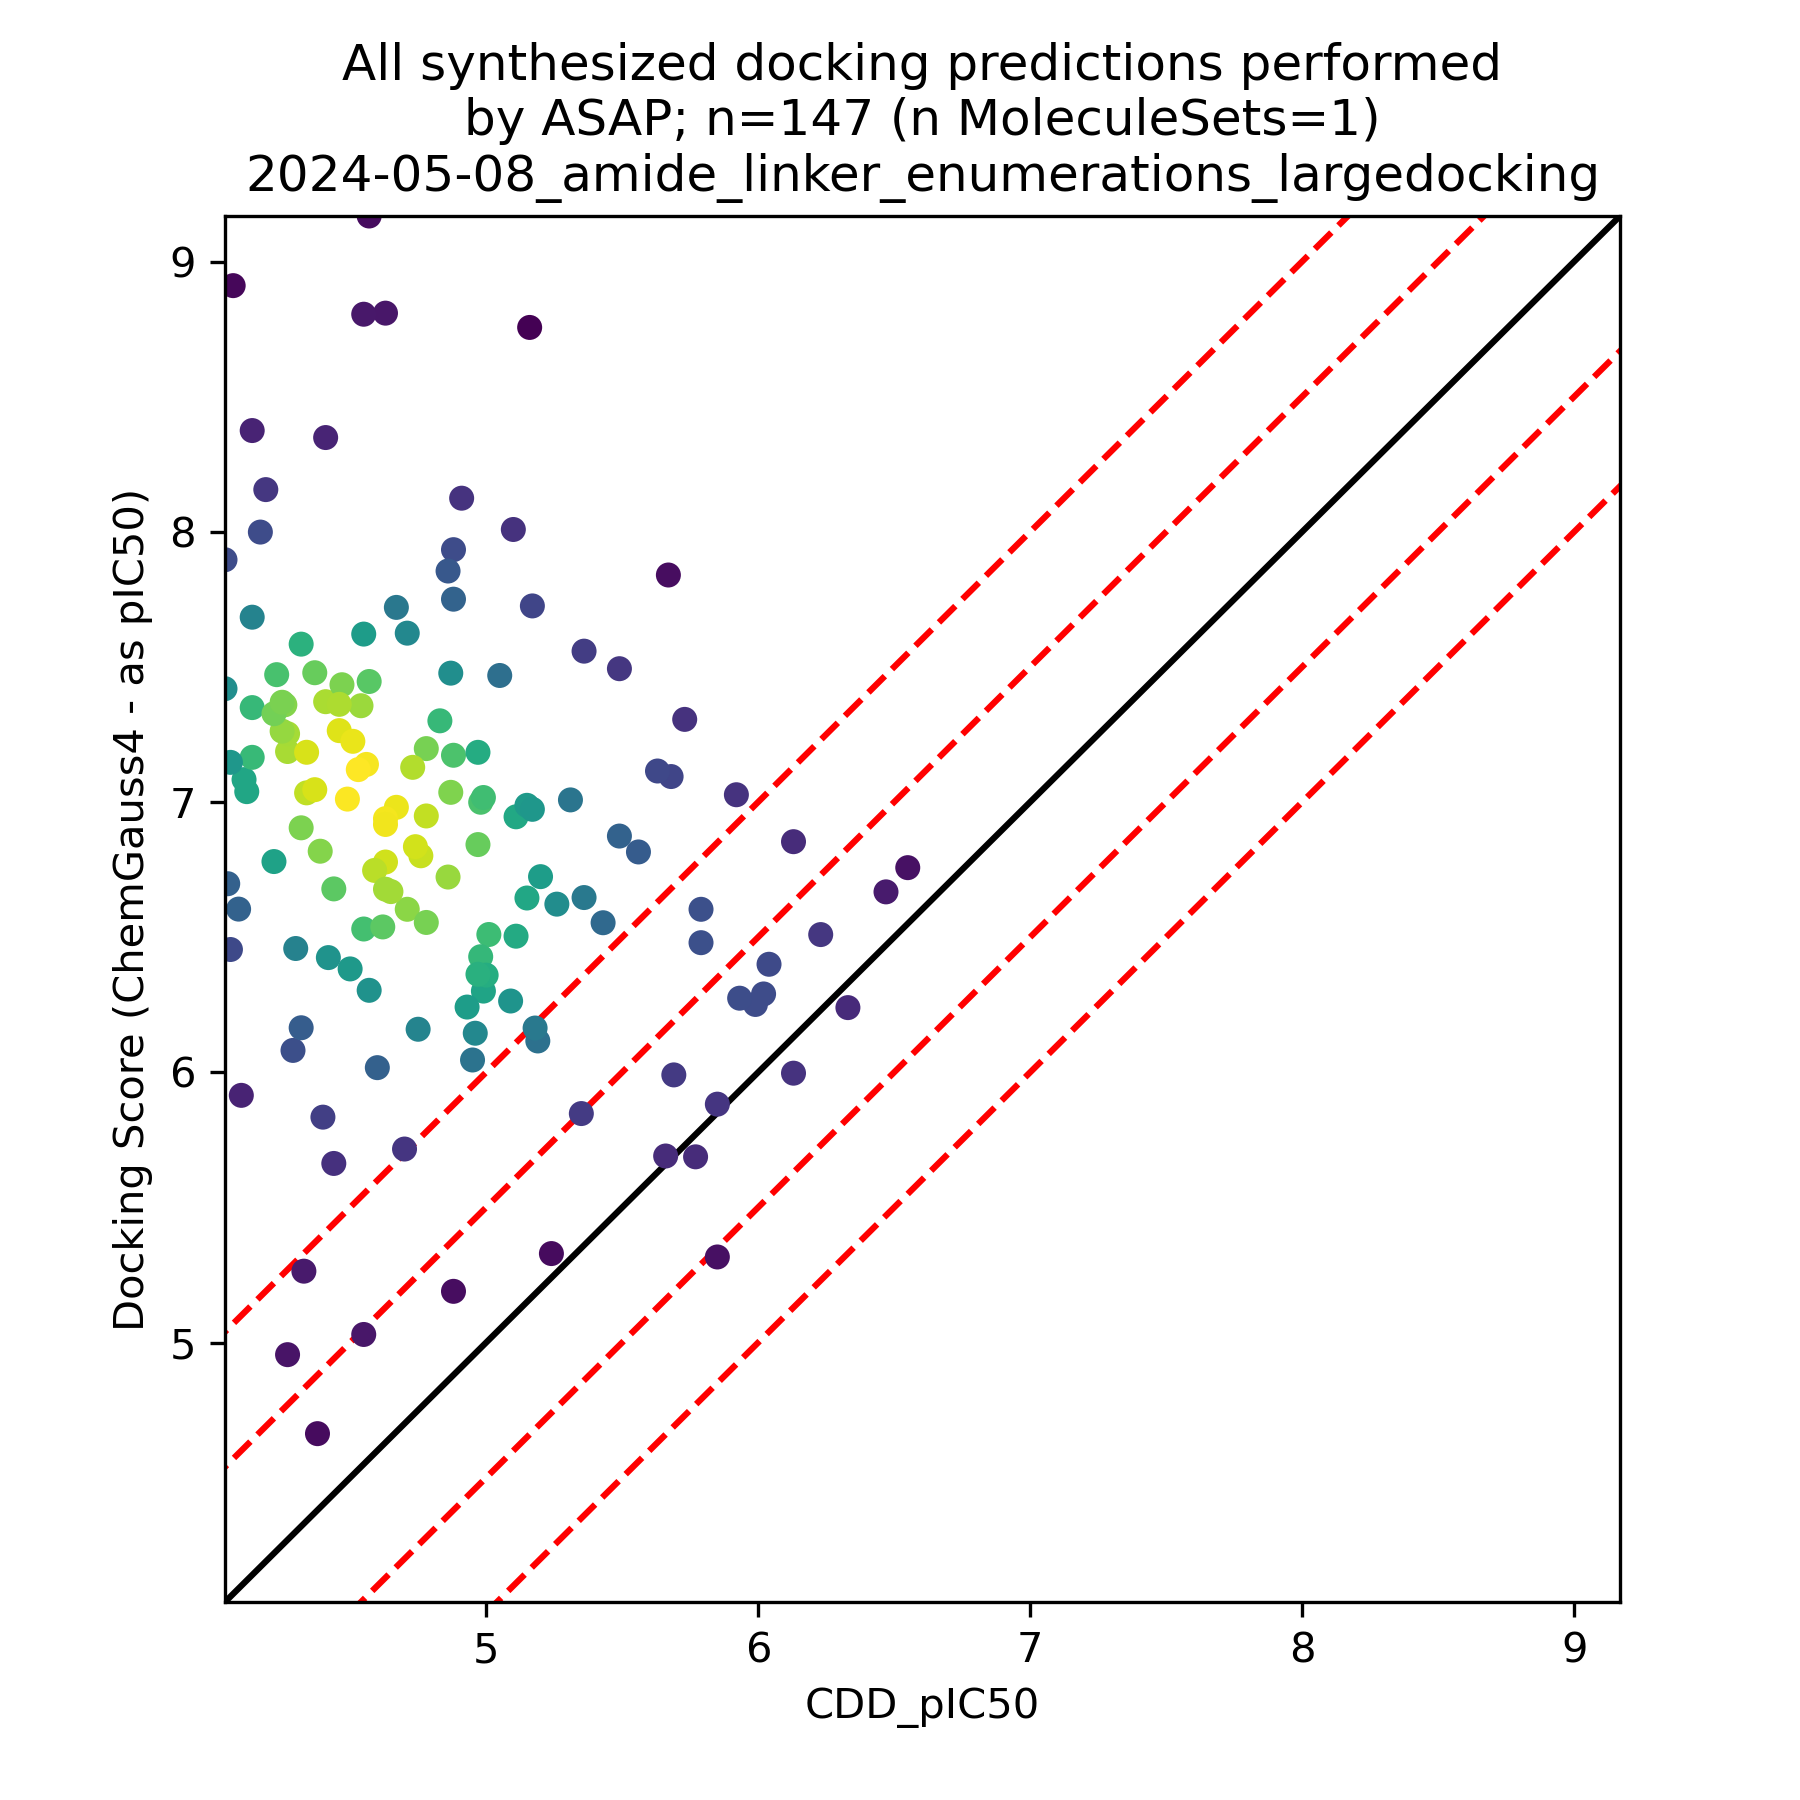 All synthesized docking predictions performed
by ASAP; n=147 (n MoleculeSets=1)
2024-05-08_amide_linker_enumerations_largedocking
Docking Score (ChemGauss4 - as pIC50)
9
8
7
6
5
5
6
7
8
9
CDD_pIC50